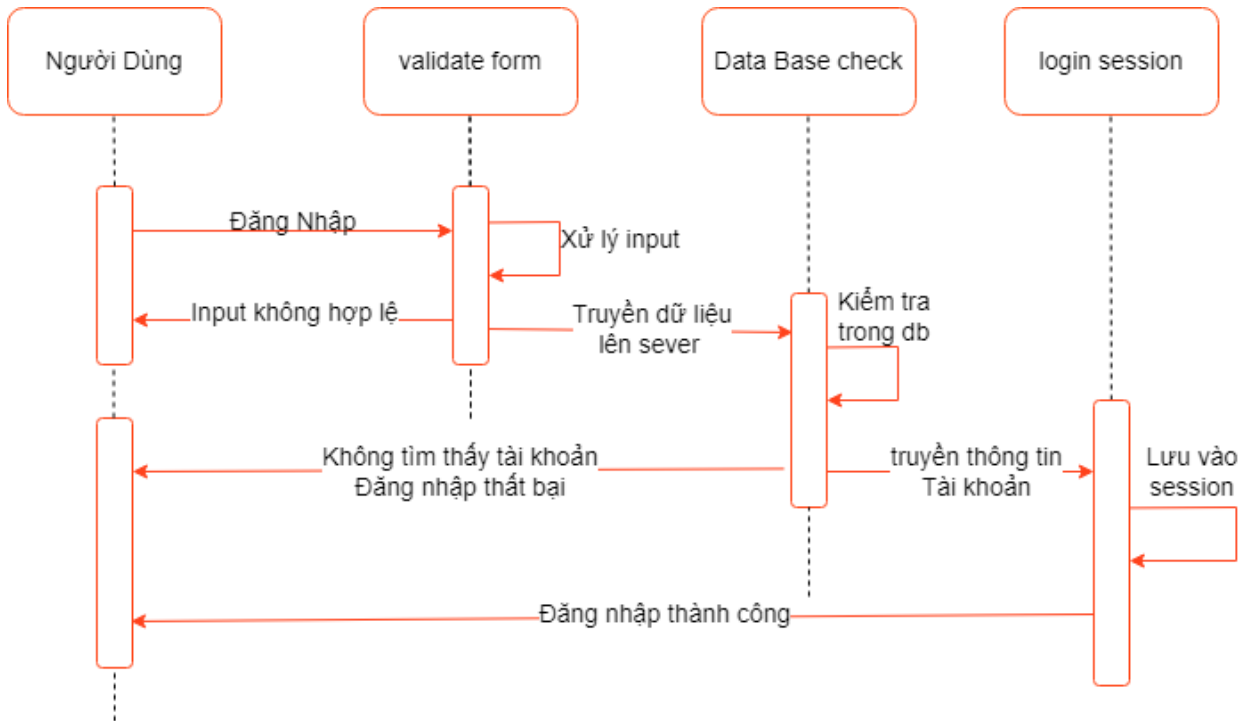 Người Dùng
validate form
Data Base check
login session
Đăng Nhập
Xử lý input
Input không hợp lệ
Truyền dữ liệu
lên sever
Kiểm tra
trong db
Không tìm thấy tài khoản
Đăng nhập thất bại
truyền thông tin
Tài khoản
Lưu vào
session
Đăng nhập thành công